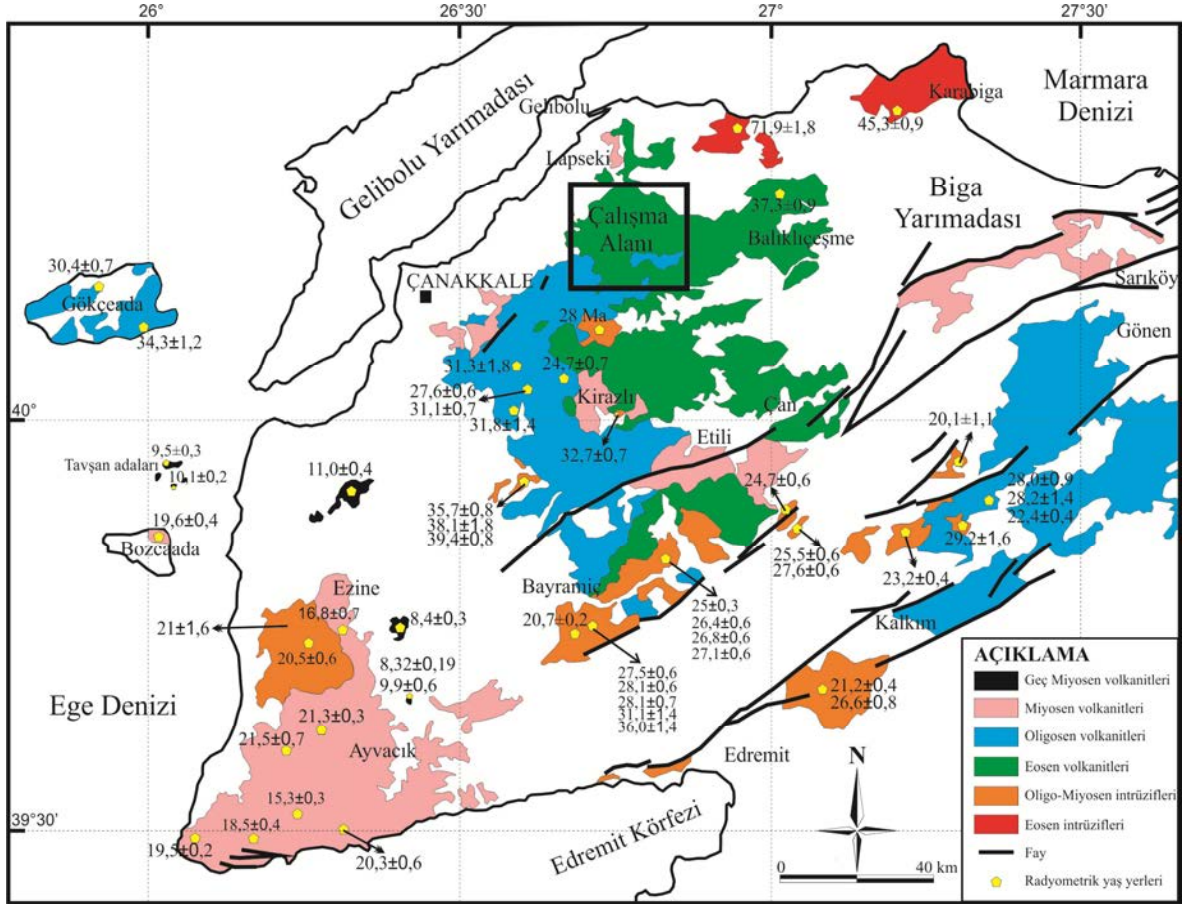 26°
26°30'
27°
27°30'
Gelibolu Yarımadası
Gelibolu
Lapseki
71,9±1,8
Karabiga
45,3±0,9
Marmara
Denizi
Çalışma
Alanı
37,3±0,9
Balıklıçeşme
Biga
Yarımadası
30,4±0,7
Gökçeada
34,3±1,2
ÇANAKKALE
Sarıköy
Gönen
28 Ma
31,3±1,8
24,7±0,7
27,6±0,6
31,1±0,7
Kirazlı
31,8±1,4
Çan
40°
32,7±0,7
Etili
20,1±1,1
9,5±0,3
Tavşan adaları
10,1±0,2
11,0±0,4
24,7±0,6
28,0±0,9
28,2±1,4
22,4±0,4
19,6±0,4
Bozcaada
35,7±0,8
38,1±1,8
39,4±0,8
25,5±0,6
27,6±0,6
29,2±1,6
23,2±0,4
Ezine
Bayramiç
16,8±0,7
8,4±0,3
20,7±0,2
25±0,3
26,4±0,6
26,8±0,6
27,1±0,6
Kalkım
21±1,6
20,5±0,6
8,32±0,19
9,9±0,6
27,5±0,6
28,1±0,6
28,1±0,7
31,1±1,4
36,0±1,4
21,2±0,4
26,6±0,8
Ege Denizi
21,3±0,3
21,5±0,7
Ayvacık
Edremit
N
15,3±0,3
18,5±0,4
39°30'
19,5±0,2
20,3±0,6
Edremit Körfezi
0
40 km
AÇIKLAMA
Geç Miyosen volkanitleri
Miyosen volkanitleri
Oligosen volkanitleri
Eosen volkanitleri
Oligo-Miyosen intrüzifleri
Eosen intrüzifleri
Fay
Radyometrik yaş yerleri